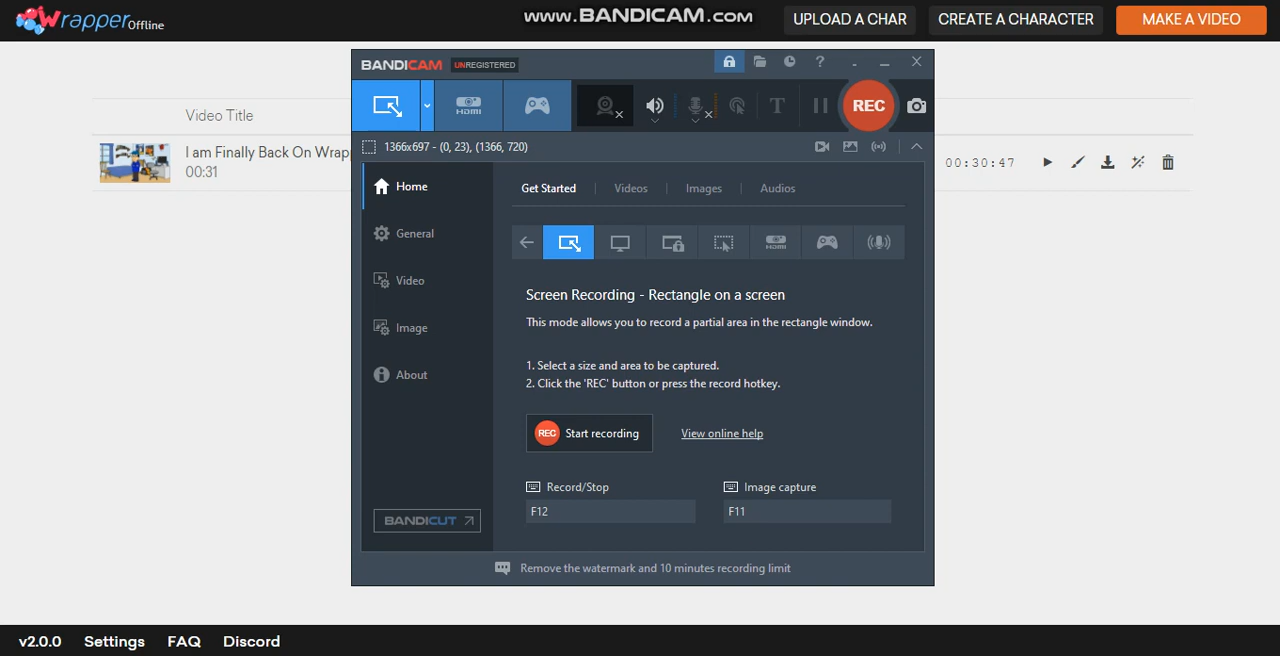 Wrapper Offline
www.BANDICAM.com
UPLOAD A CHAR
CREATE A CHARACTER
MAKE A VIDEO
BANDICAM UNREGISTERED
?
HDMI
T
REC
1366x697 - (0, 23), (1366, 720)
Video Title
I am Finally Back On Wrapp
00:31
00:30:47
Home
General
Video
Image
About
BANDICUT
Get Started
Videos
Images
Audios
HDMI
Screen Recording - Rectangle on a screen
This mode allows you to record a partial area in the rectangle window.
1. Select a size and area to be captured.
2. Click the 'REC' button or press the record hotkey.
REC Start recording
View online help
Record/Stop
Image capture
F12
F11
Remove the watermark and 10 minutes recording limit
v2.0.0
Settings
FAQ
Discord